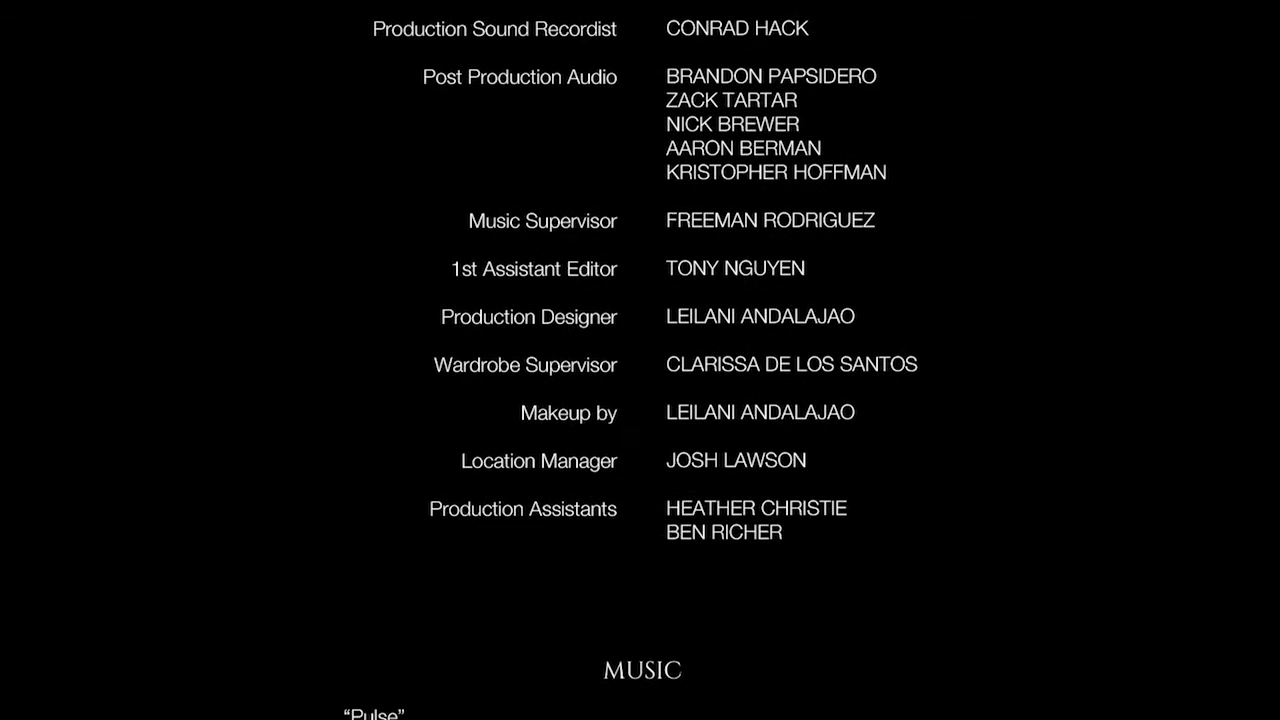 Production Sound Recordist CONRAD HACK
Post Production Audio BRANDON PAPSIDERO
ZACK TARTAR
NICK BREWER
AARON BERMAN
KRISTOPHER HOFFMAN
Music Supervisor FREEMAN RODRIGUEZ
1st Assistant Editor TONY NGUYEN
Production Designer LEILANI ANDALAJAO
Wardrobe Supervisor CLARISSA DE LOS SANTOS
Makeup by LEILANI ANDALAJAO
Location Manager JOSH LAWSON
Production Assistants HEATHER CHRISTIE
BEN RICHER
MUSIC
“Pulse”